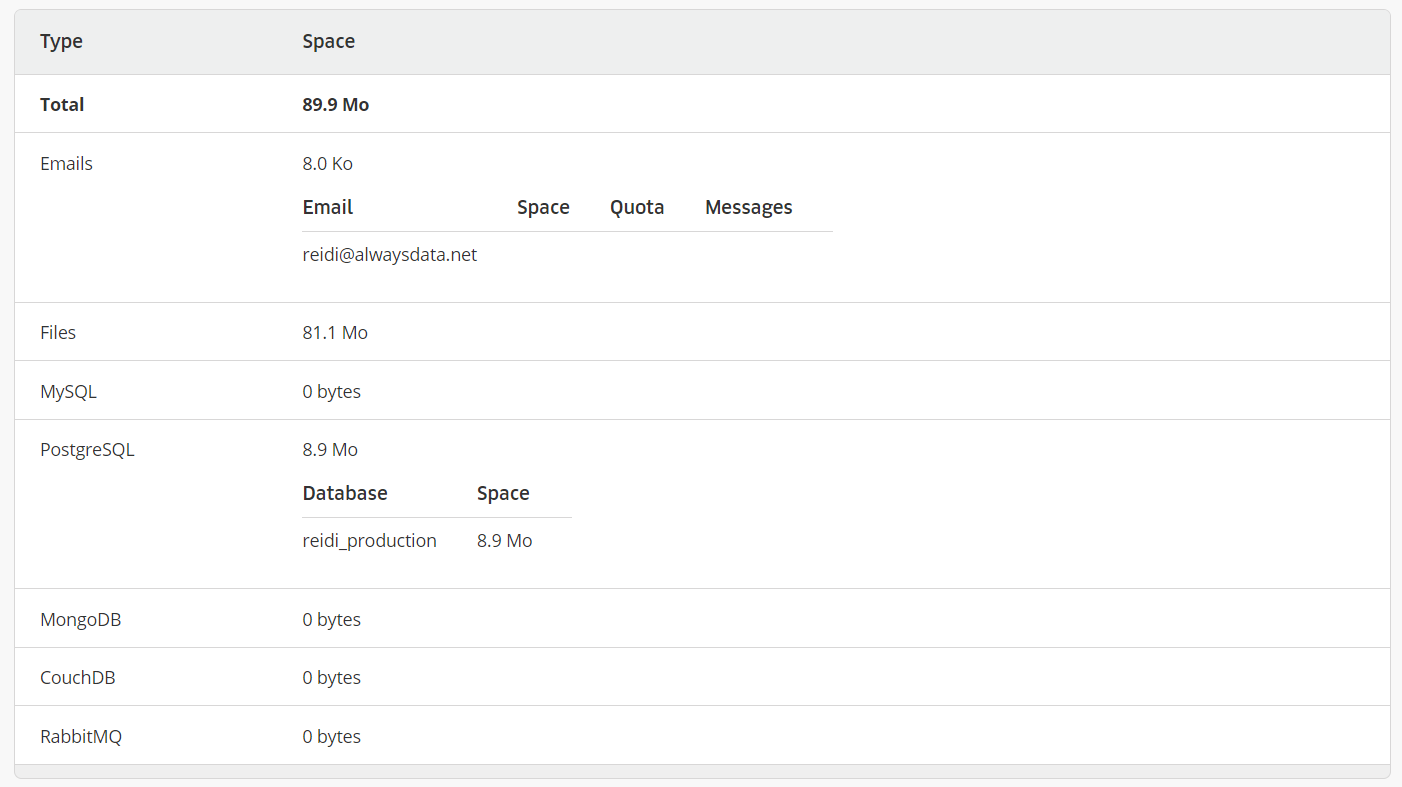 Type Space
Total 89.9 Mo
Emails 8.0 Ko
Email Space Quota Messages
reidi@alwaysdata.net
Files 81.1 Mo
MySQL 0 bytes
PostgreSQL 8.9 Mo
Database Space
reidi_production 8.9 Mo
MongoDB 0 bytes
CouchDB 0 bytes
RabbitMQ 0 bytes